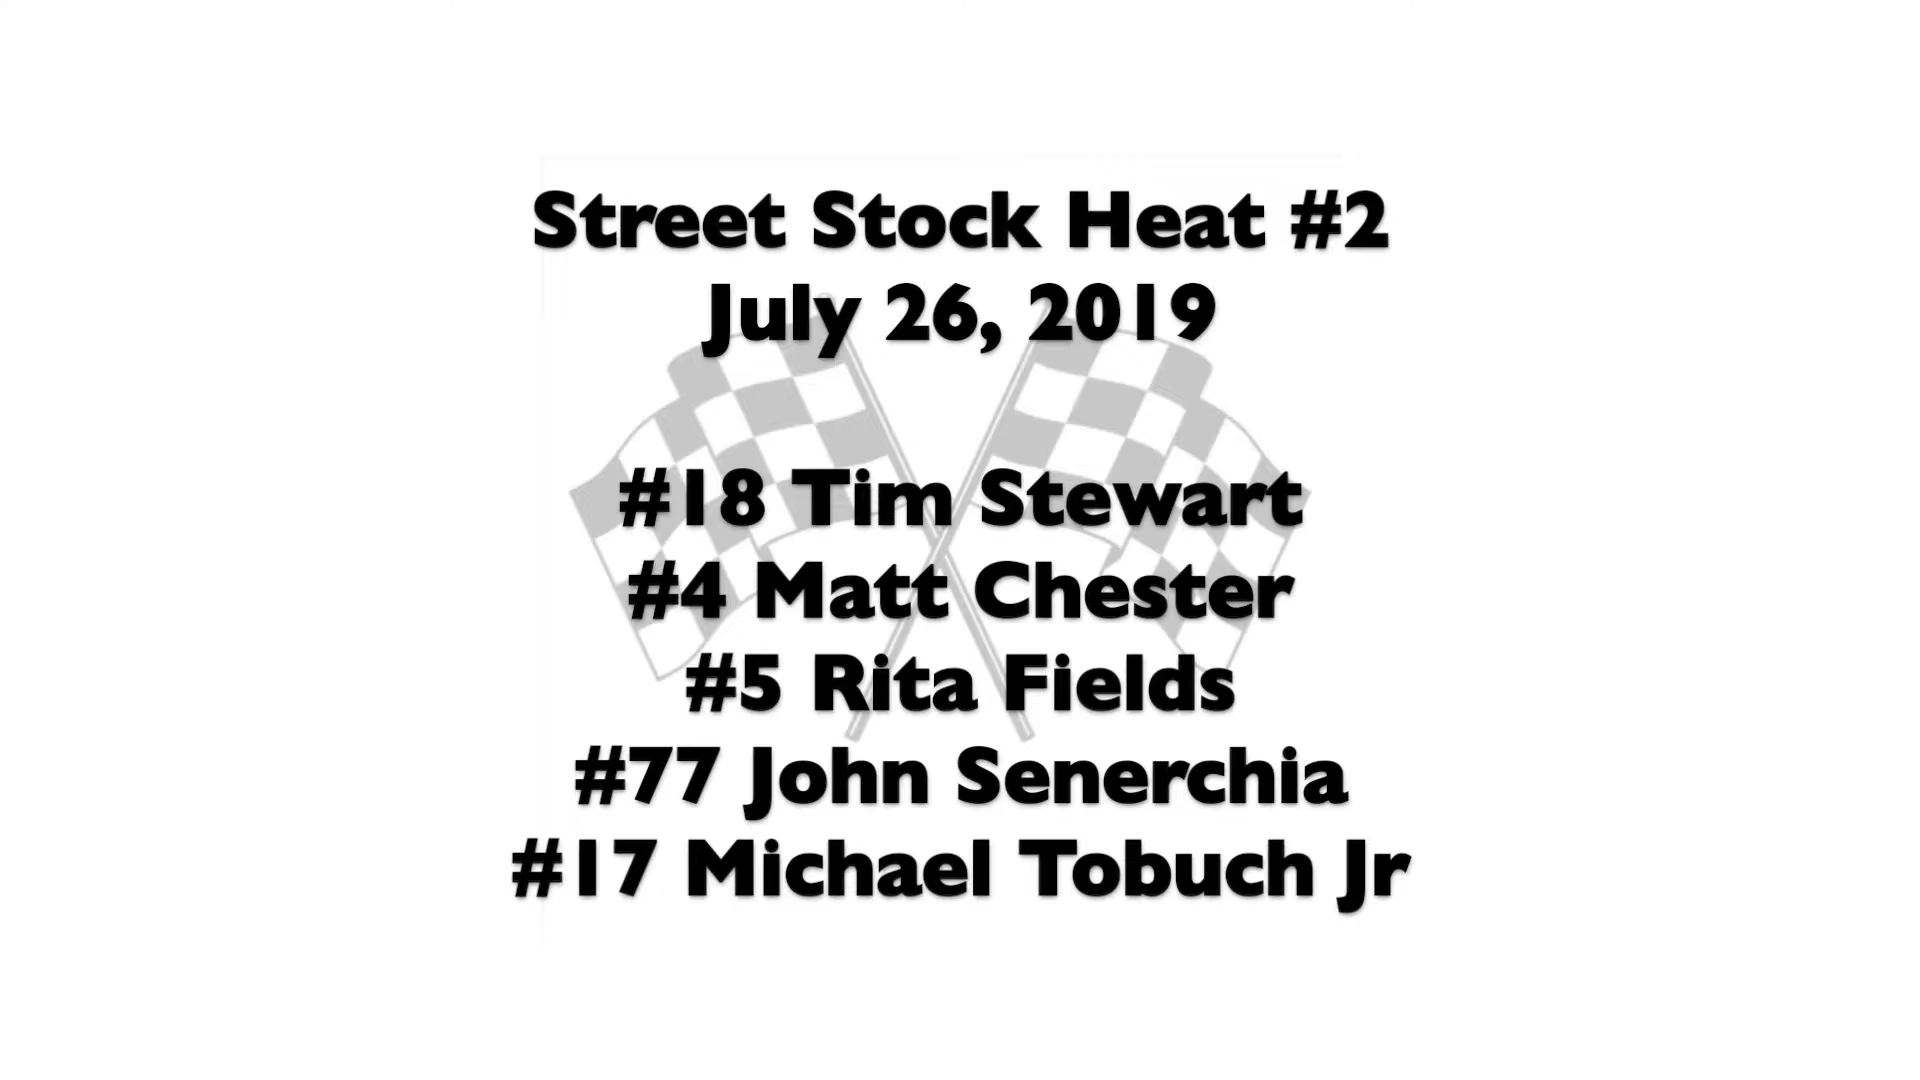 Street Stock Heat #2
July 26, 2019
#18 Tim Stewart
#4 Matt Chester
#5 Rita Fields
#77 John Senerchia
#17 Michael Tobuch Jr